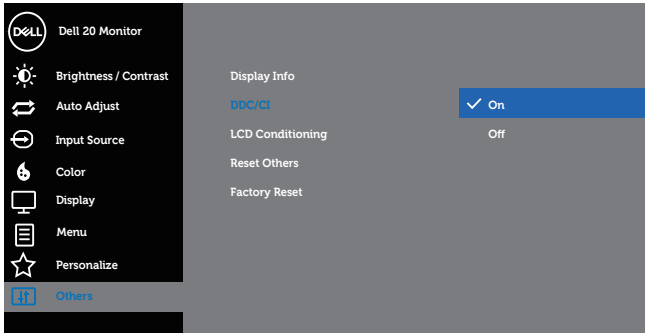 DELL
Dell 20 Monitor
Brightness / Contrast
Auto Adjust
Input Source
Color
Display
Menu
Personalize
Others
Display Info
DDC/CI
LCD Conditioning
Reset Others
Factory Reset
On
Off